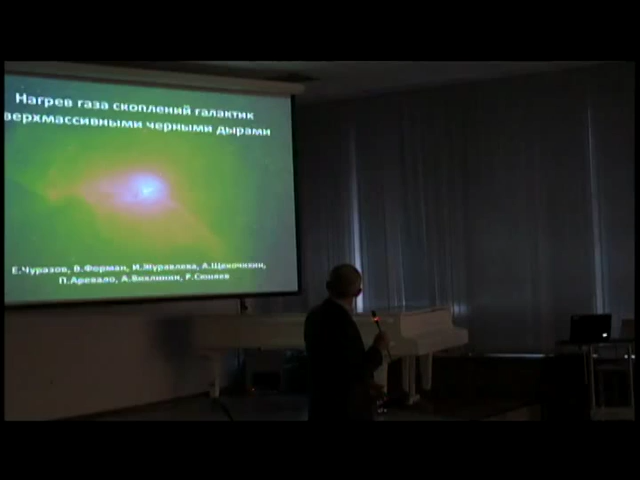 Нагрев газа скоплений галактик
верхмассивными черными дырами
Е.Чуразов, В.Форман, И.Журавлева, А.Щекочихин,
П.Аревало, А.Вихлинин, Р.Сюняев